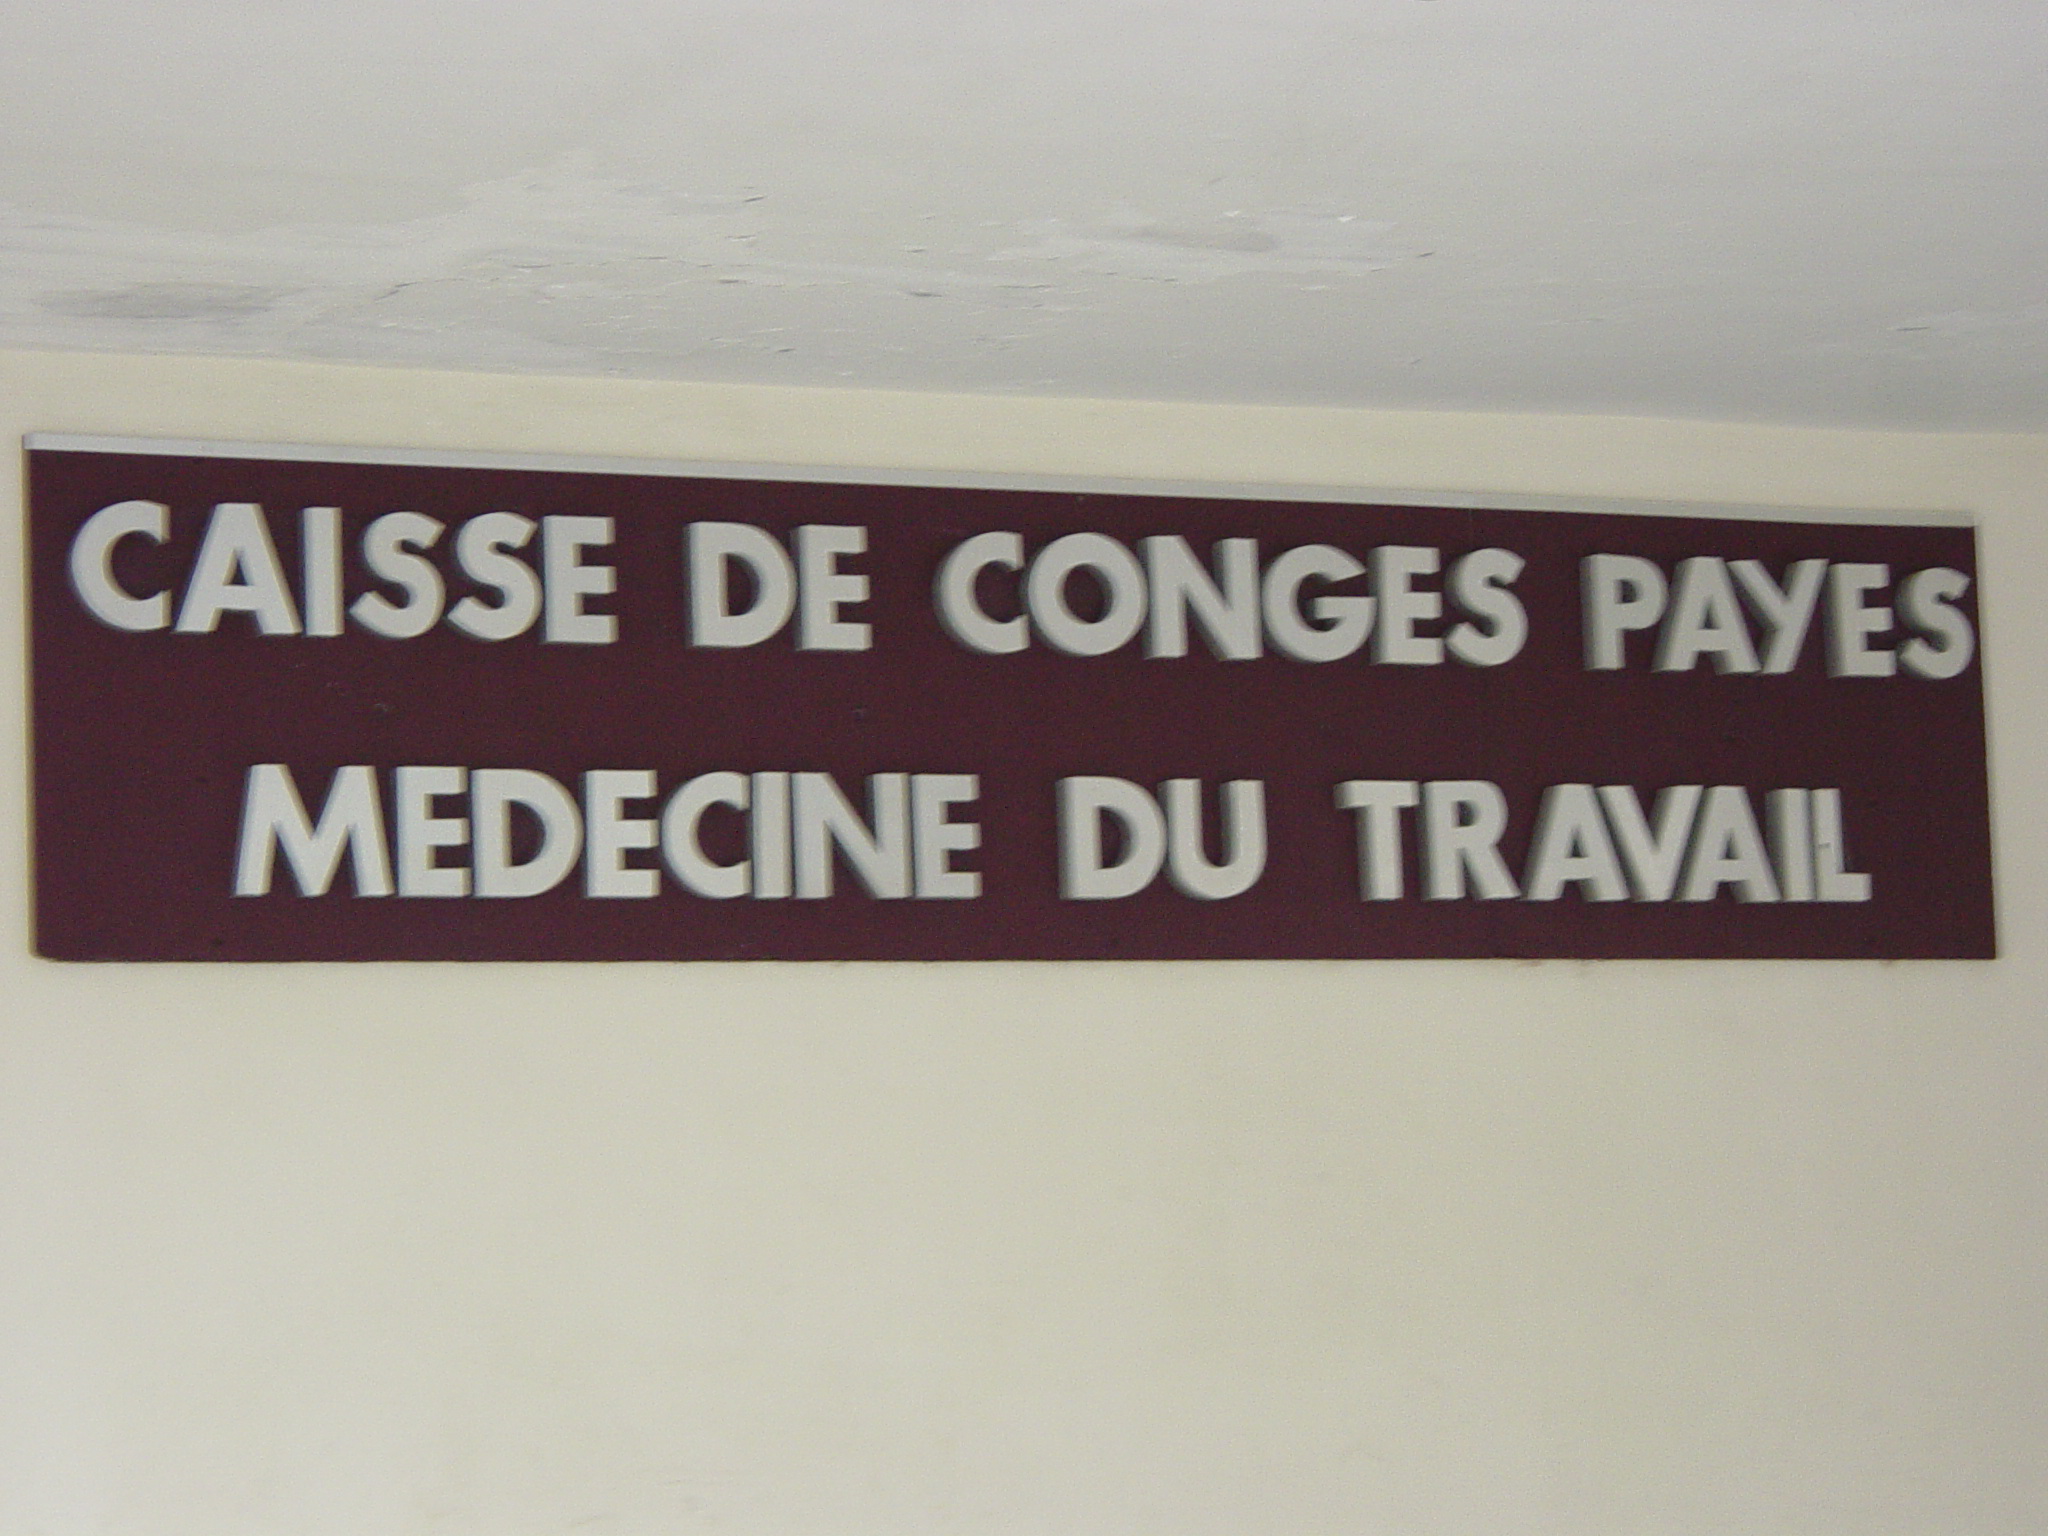 CAISSE DE CONGES PAYES
MEDECINE DU TRAVAIL